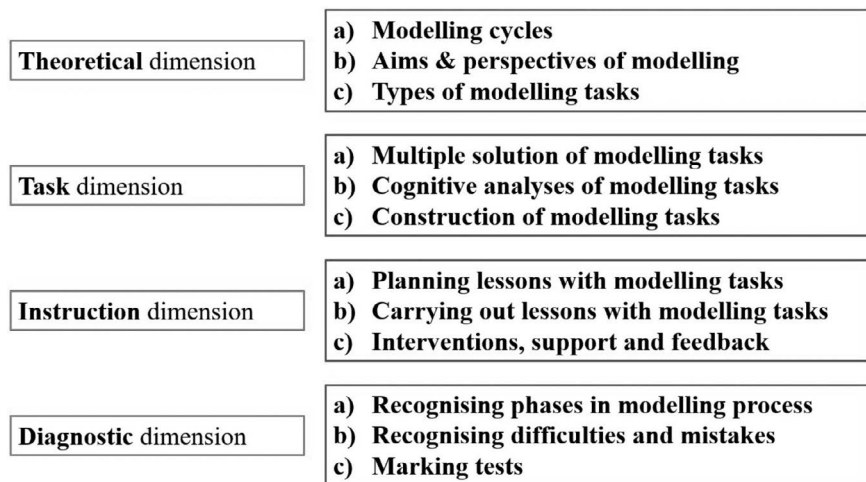 Theoretical dimension
a) Modelling cycles
b) Aims & perspectives of modelling
c) Types of modelling tasks
Task dimension
a) Multiple solution of modelling tasks
b) Cognitive analyses of modelling tasks
c) Construction of modelling tasks
Instruction dimension
a) Planning lessons with modelling tasks
b) Carrying out lessons with modelling tasks
c) Interventions, support and feedback
Diagnostic dimension
a) Recognising phases in modelling process
b) Recognising difficulties and mistakes
c) Marking tests